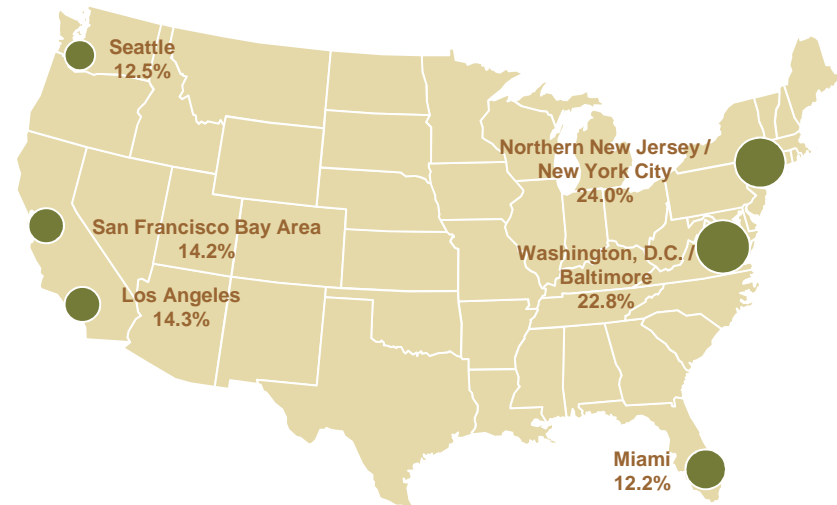 Seattle
12.5%
Northern New Jersey /
New York City
24.0%
San Francisco Bay Area
14.2%
Washington, D.C. /
Baltimore
22.8%
Los Angeles
14.3%
Miami
12.2%